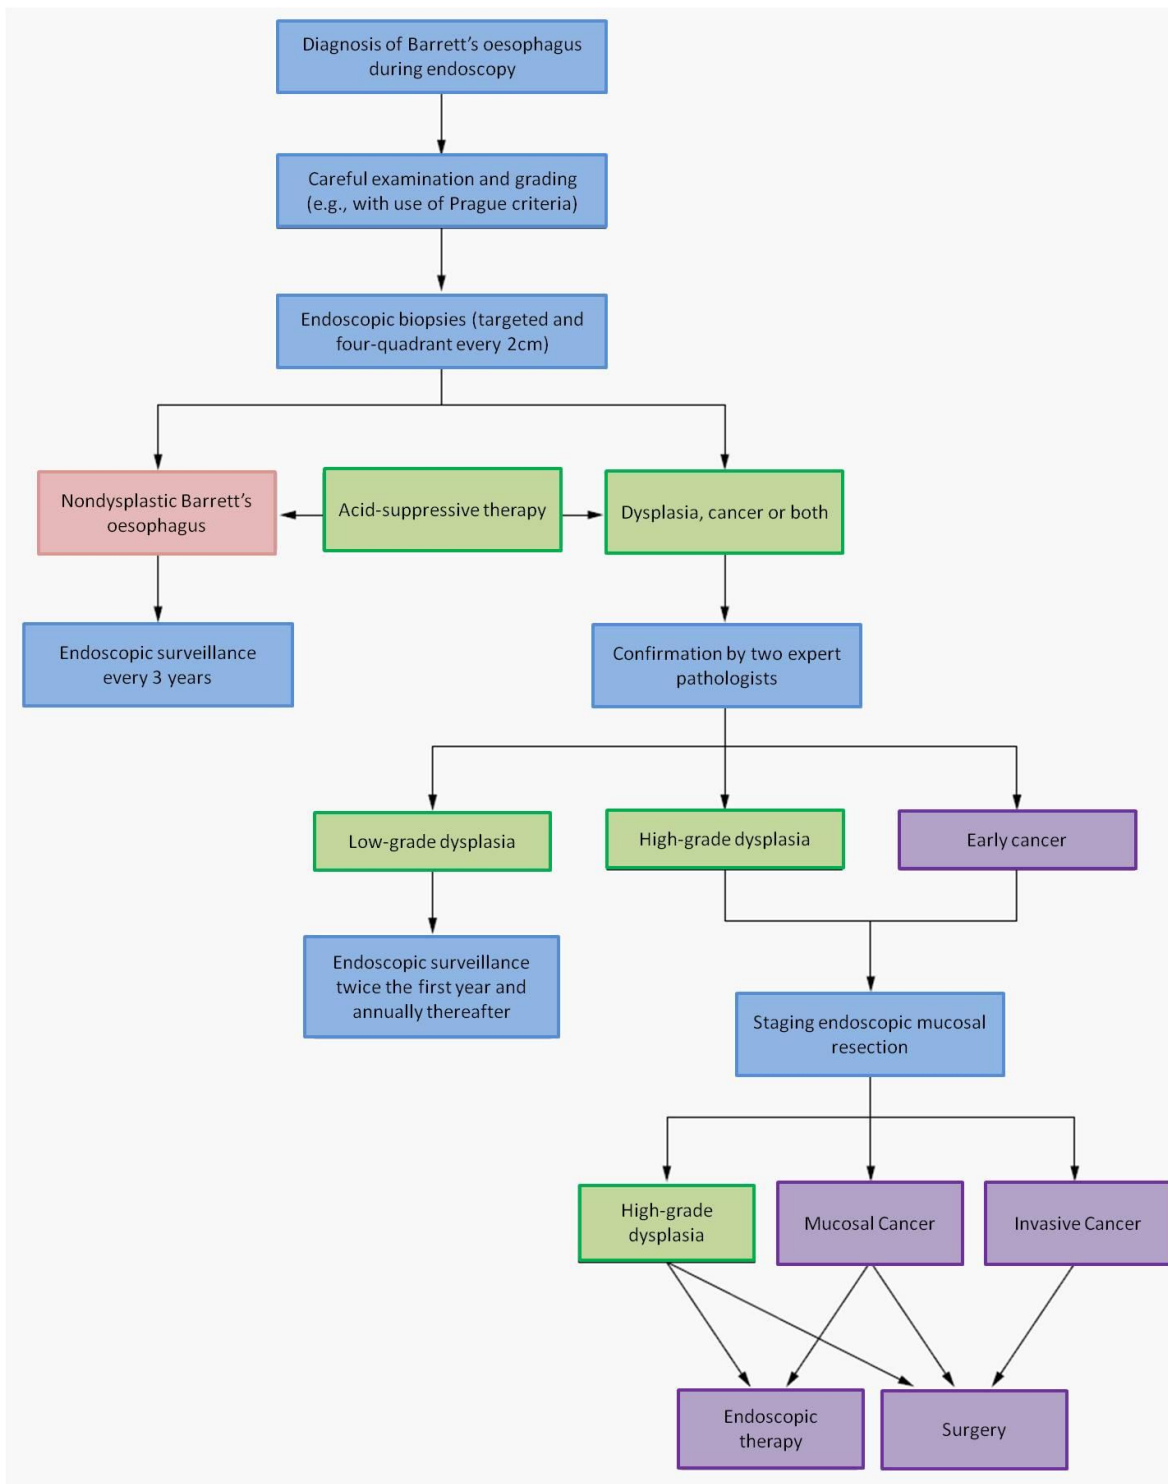 Diagnosis of Barrett’s oesophagus
during endoscopy
Careful examination and grading
(e.g., with use of Prague criteria)
Endoscopic biopsies (targeted and
four-quadrant every 2cm)
Nondysplastic Barrett’s
oesophagus
Acid-suppressive therapy
Dysplasia, cancer or both
Endoscopic surveillance
every 3 years
Confirmation by two expert
pathologists
Low-grade dysplasia
High-grade dysplasia
Early cancer
Endoscopic surveillance
twice the first year and
annually thereafter
Staging endoscopic mucosal
resection
High-grade
dysplasia
Mucosal Cancer
Invasive Cancer
Endoscopic
therapy
Surgery